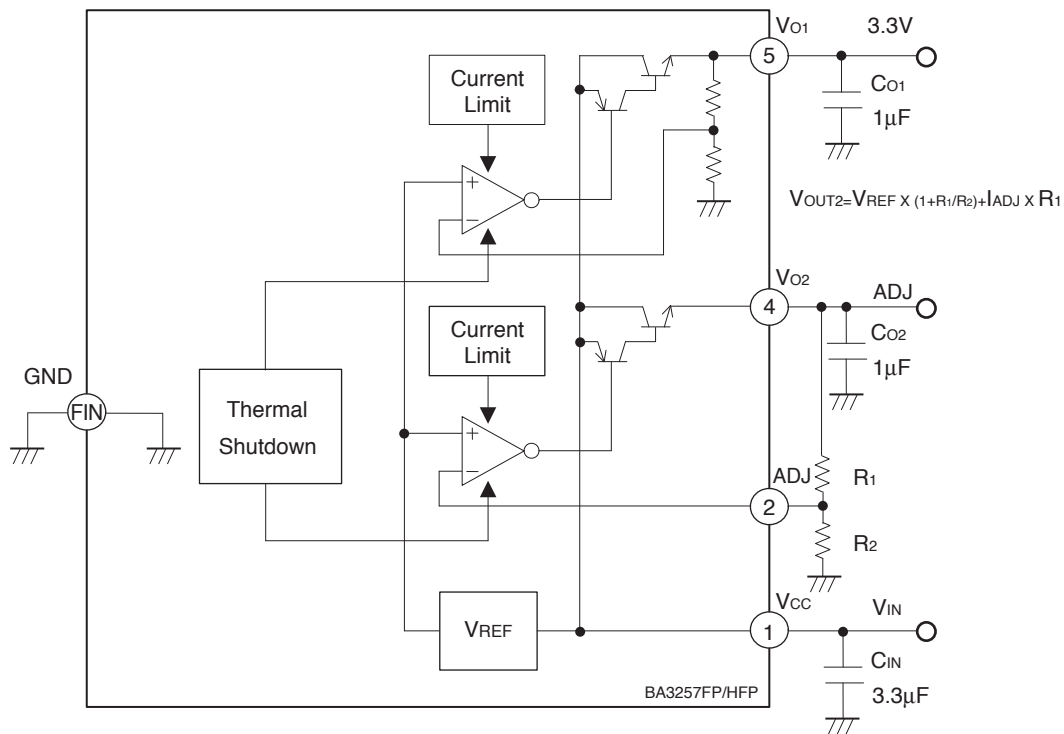 VO1
3.3V
5
Current
Limit
CO1
1µF
+
−
VOUT2=VREF X (1+R1/R2)+IADJ X R1
VO2
ADJ
4
Current
Limit
CO2
1µF
GND
FIN
Thermal
Shutdown
+
−
ADJ
R1
2
R2
VCC
VIN
VREF
1
CIN
3.3µF
BA3257FP/HFP